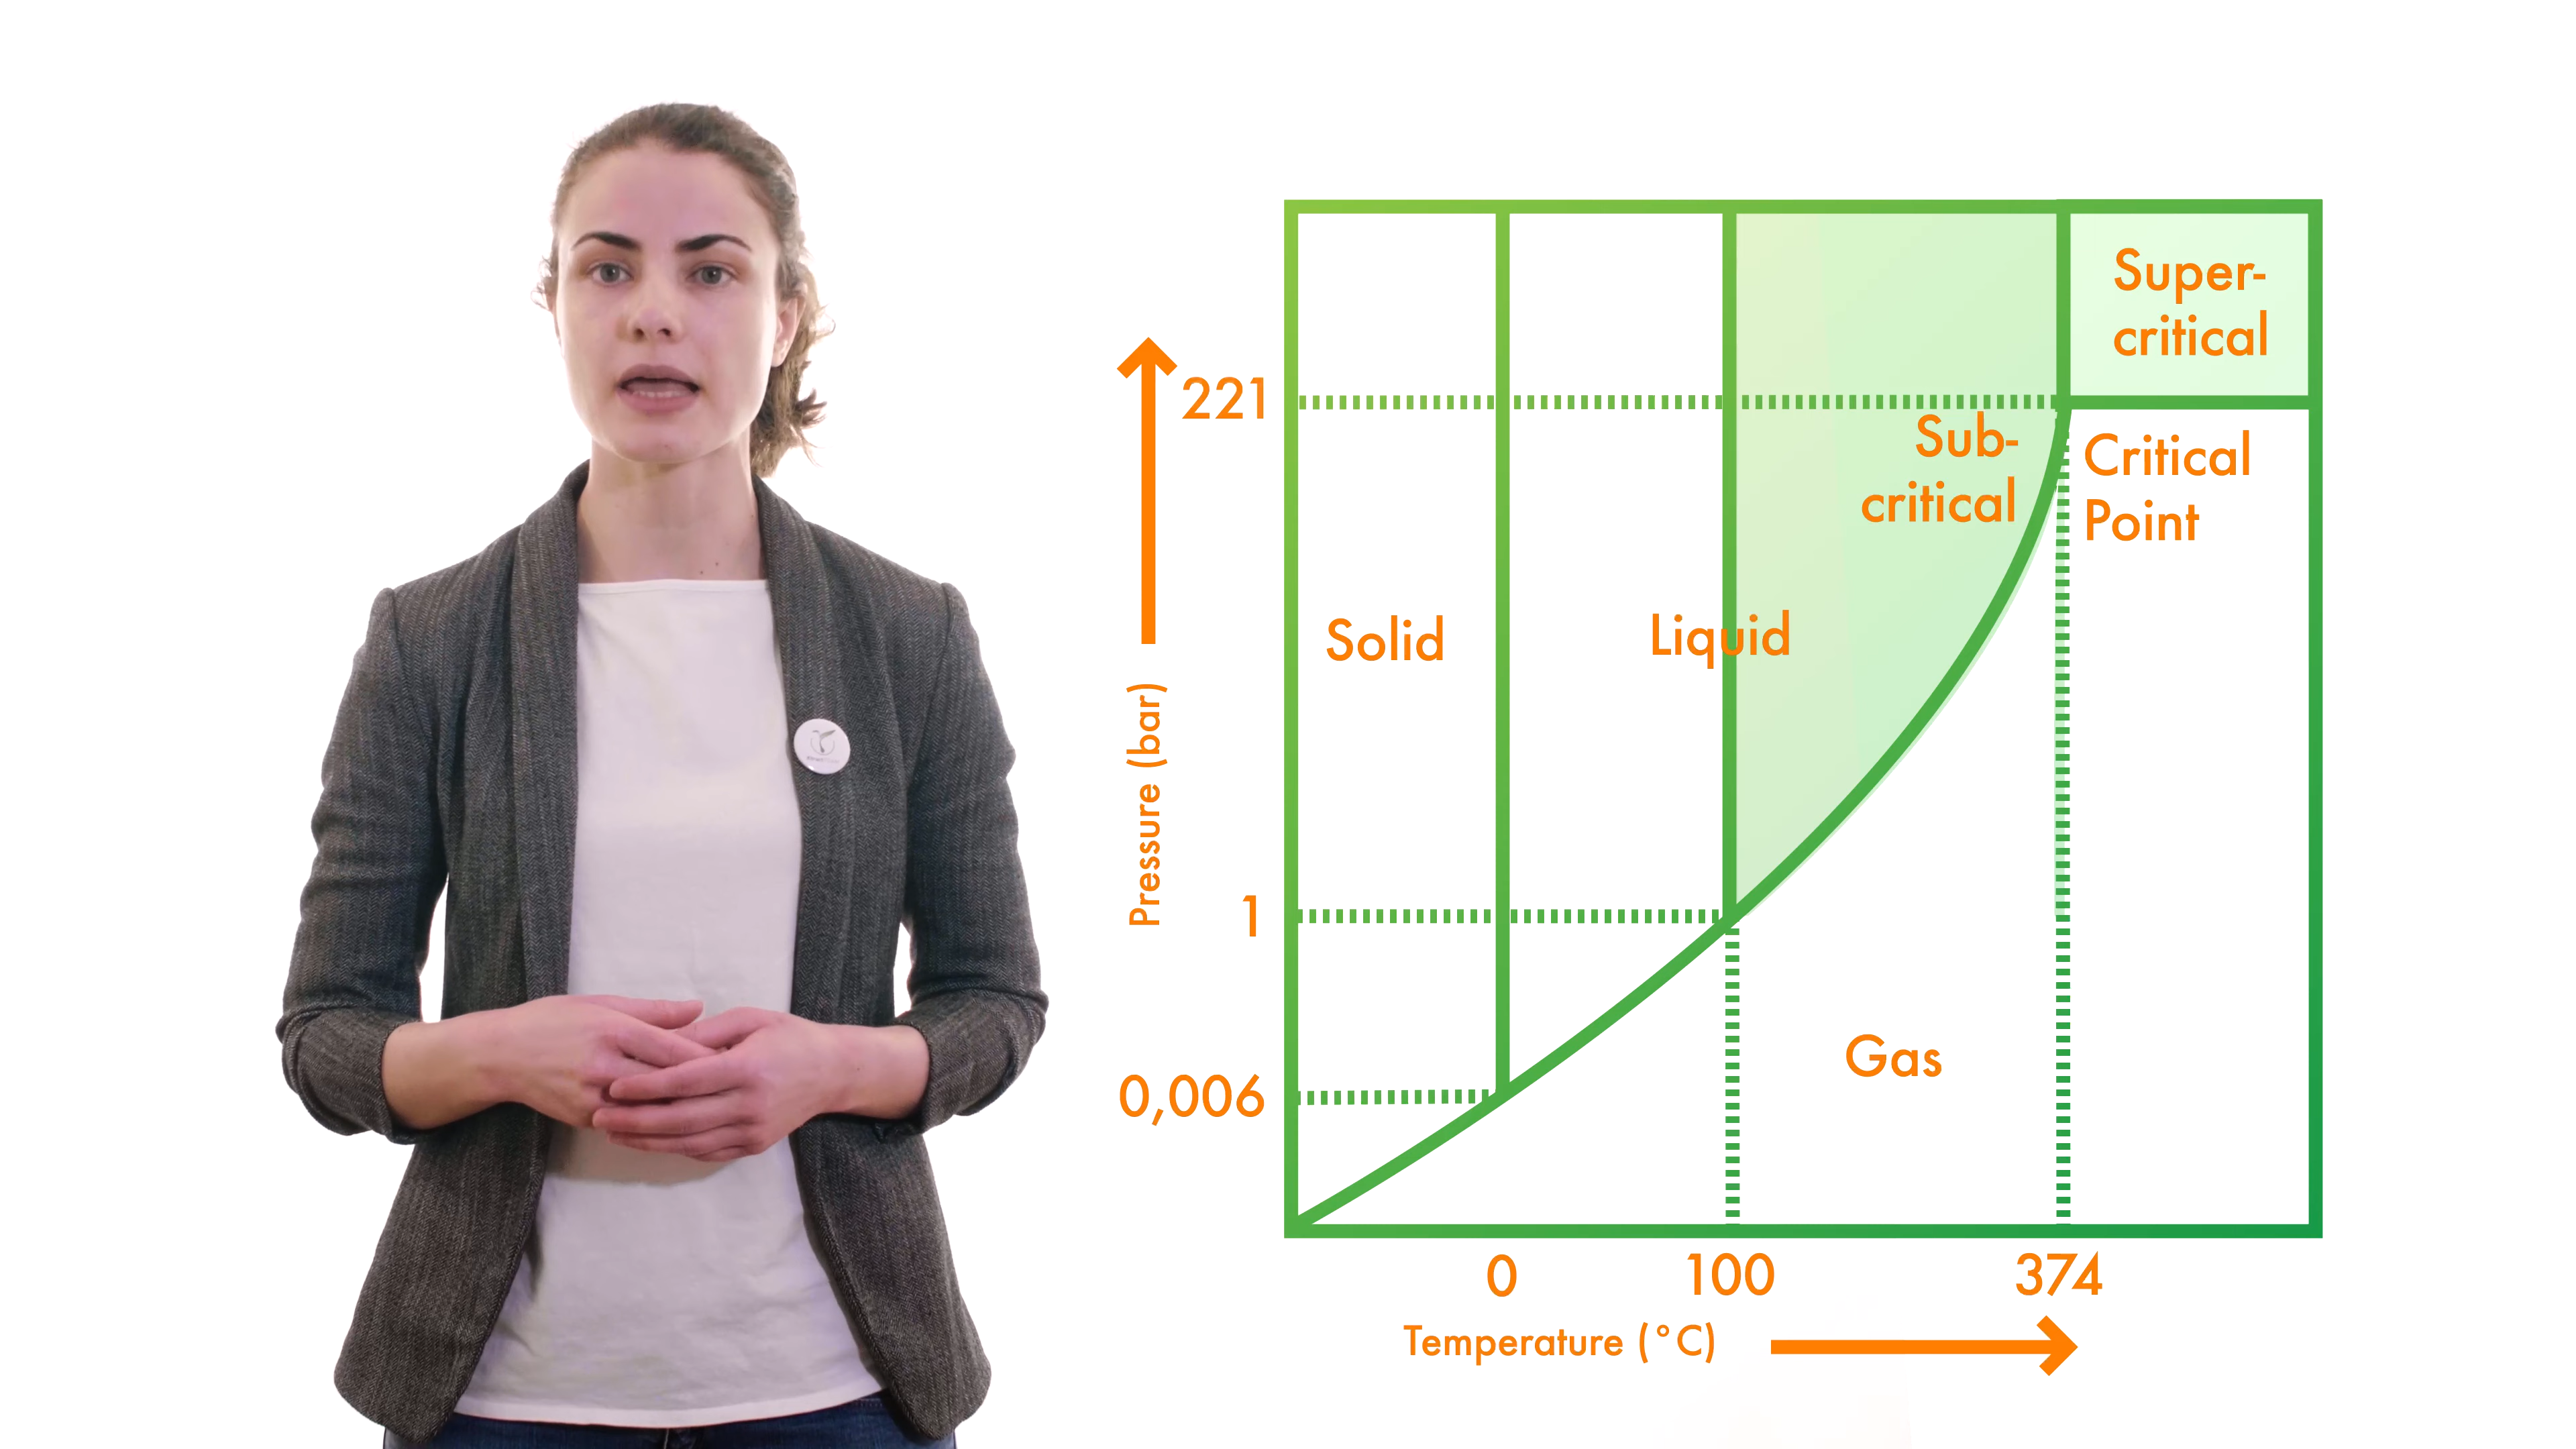 Super-
critical
221
Sub-
critical
Critical
Point
Solid
Liquid
Pressure (bar)
1
Gas
0,006
0
100
374
Temperature (°C)